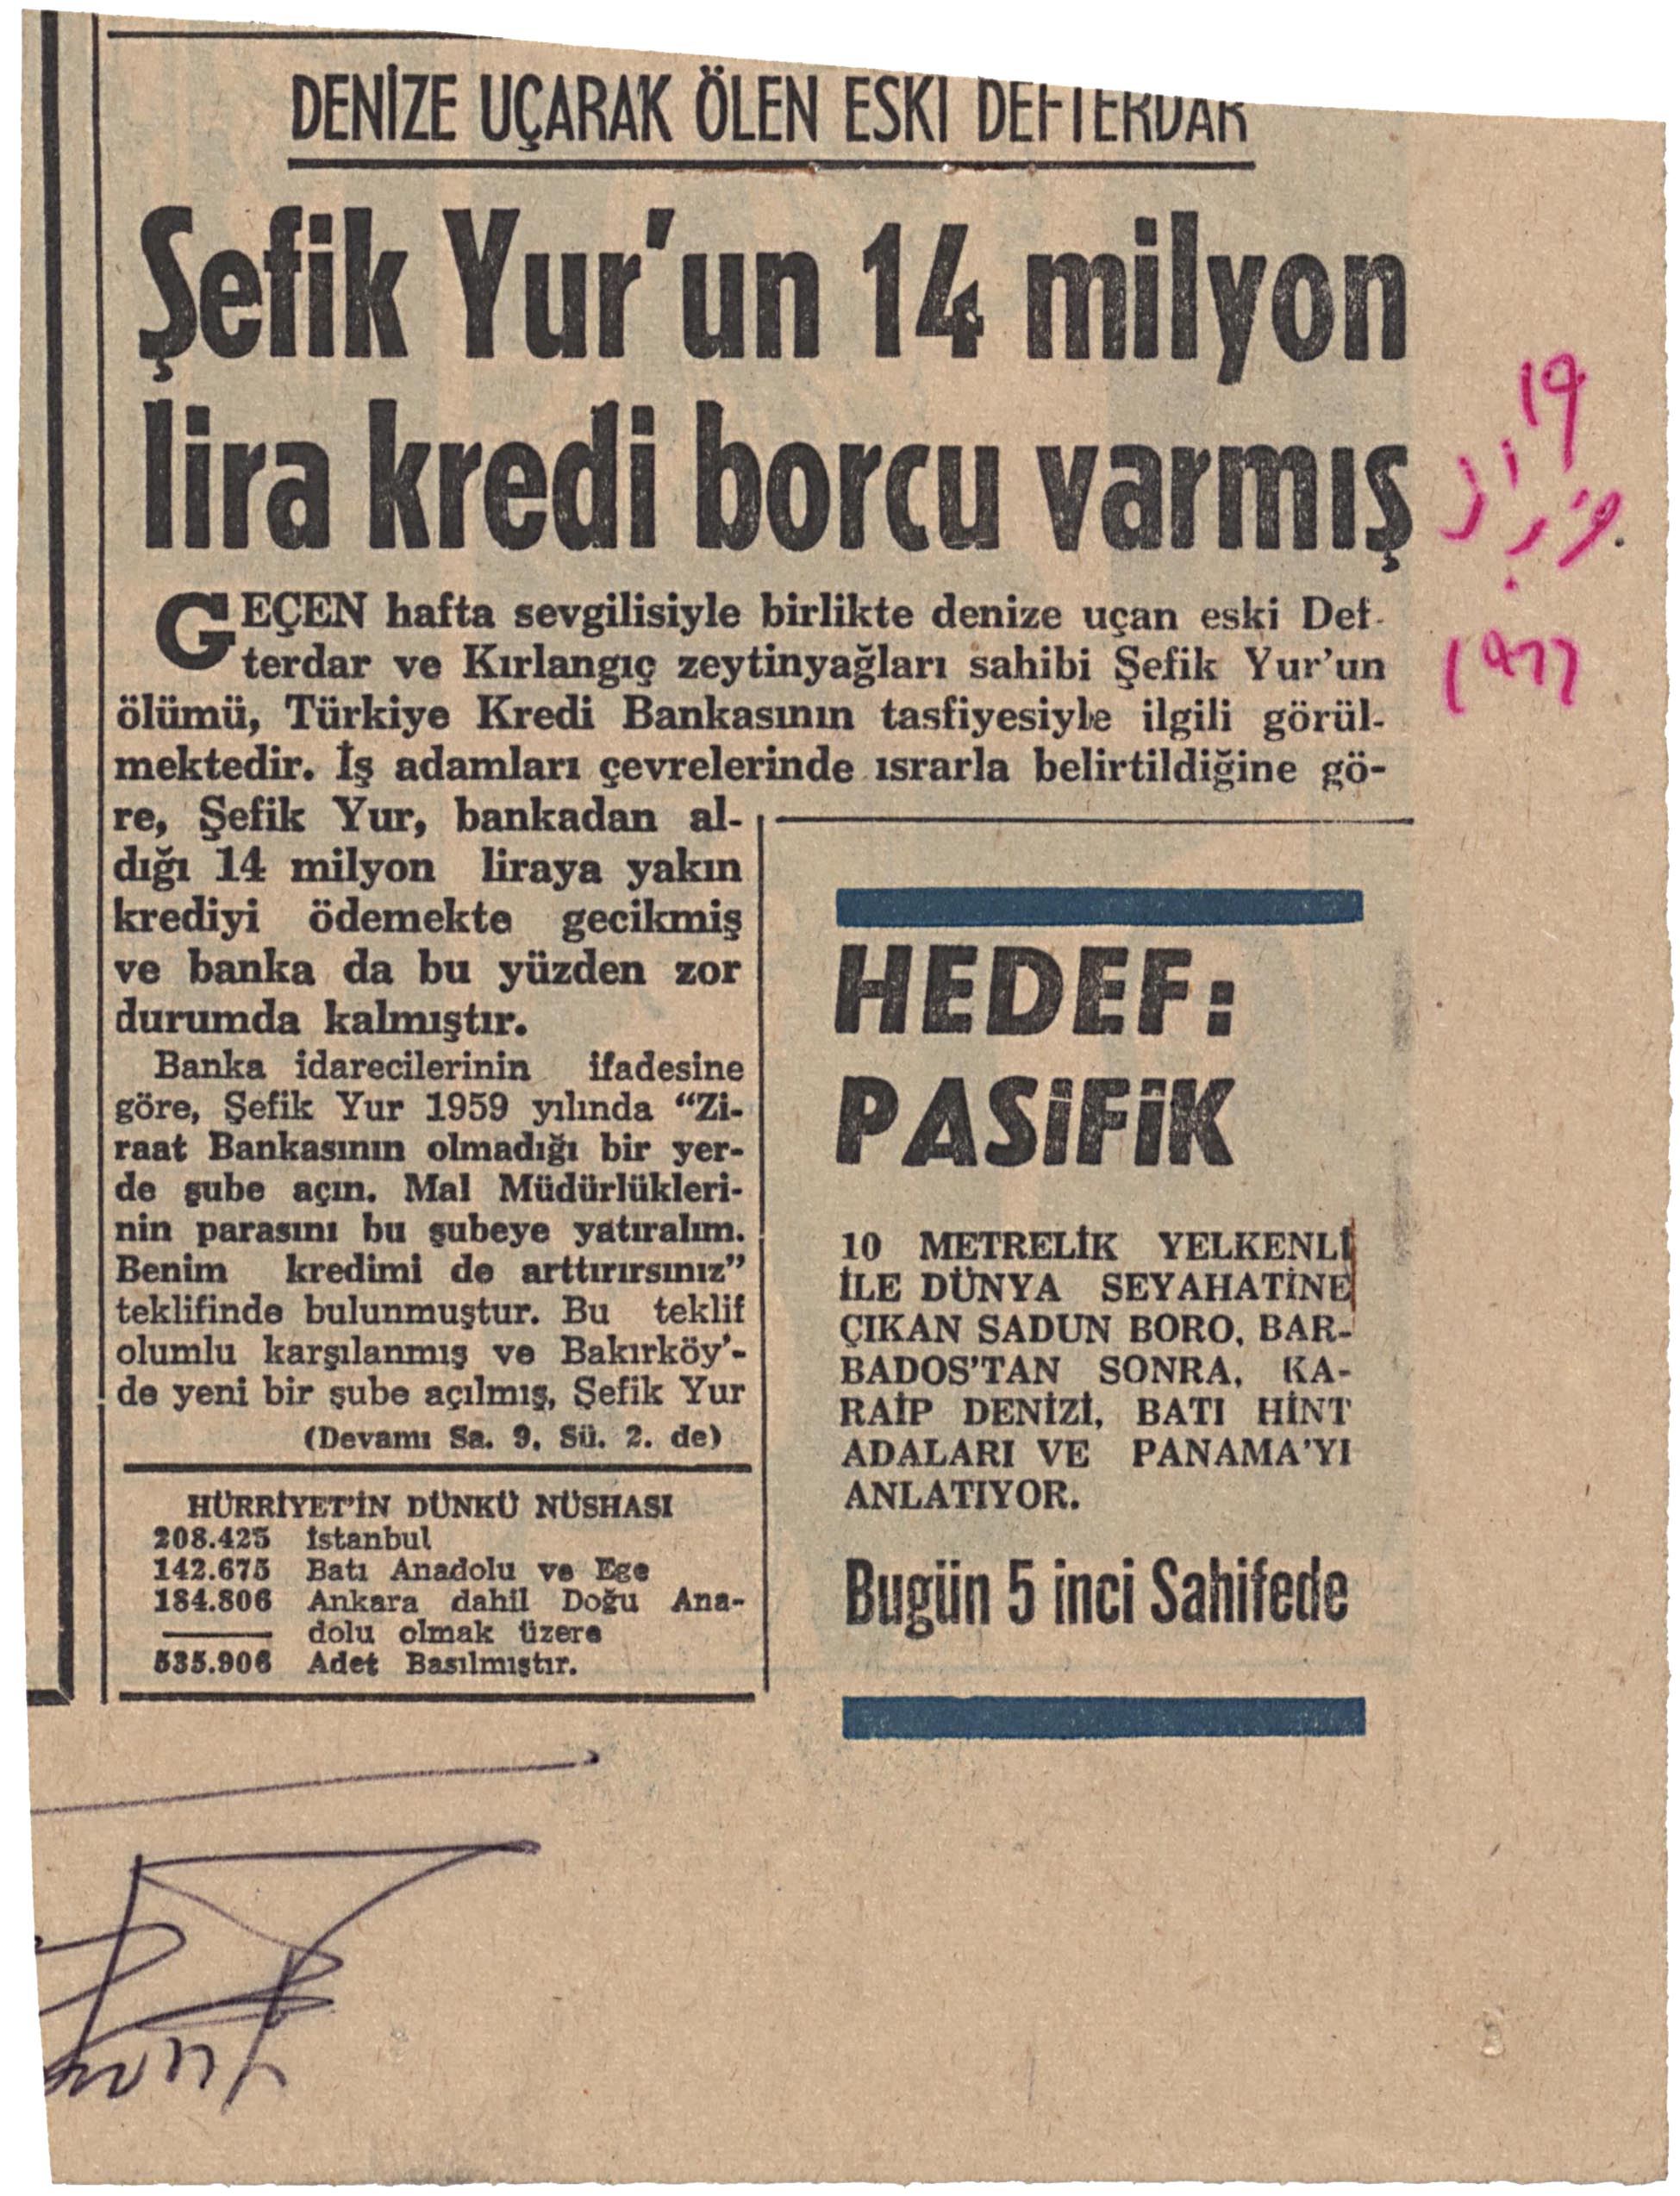 DENİZE UÇARAK ÖLEN ESKİ DEFTERDAR
Şefik Yur'un 14 milyon
lira kredi borcu varmış
GEÇEN hafta sevgilisiyle birlikte denize uçan eski Def-
terdar ve Kırlangıç zeytinyağları sahibi Şefik Yur'un
ölümü, Türkiye Kredi Bankasının tasfiyesiyle ilgili görül-
mektedir. İş adamları çevrelerinde ısrarla belirtildiğine gö-
re, Şefik Yur, bankadan al-
dığı 14 milyon liraya yakın
krediyi ödemekte gecikmiş
ve banka da bu yüzden zor
durumda kalmıştır.
Banka idarecilerinin ifadesine
göre, Şefik Yur 1959 yılında “Zi-
raat Bankasının olmadığı bir yer-
de şube açın. Mal Müdürlükleri-
nin parasını bu şubeye yatıralım.
Benim kredimi de arttırırsınız”
teklifinde bulunmuştur. Bu teklif
olumlu karşılanmış ve Bakırköy'-
de yeni bir şube açılmış, Şefik Yur
(Devamı Sa. 9, Sü. 2. de)
HÜRRİYET'İN DÜNKÜ NÜSHASI
208.425 İstanbul
142.675 Batı Anadolu ve Ege
184.806 Ankara dahil Doğu Ana-
dolu olmak üzere
535.906 Adet Basılmıştır.
HEDEF:
PASİFİK
10 METRELİK YELKENLİ
İLE DÜNYA SEYAHATİNE
ÇIKAN SADUN BORO, BAR-
BADOS'TAN SONRA, KA-
RAİP DENİZİ, BATI HİNT
ADALARI VE PANAMA'YI
ANLATIYOR.
Bugün 5 inci Sahifede
١٩
١٩٦٦